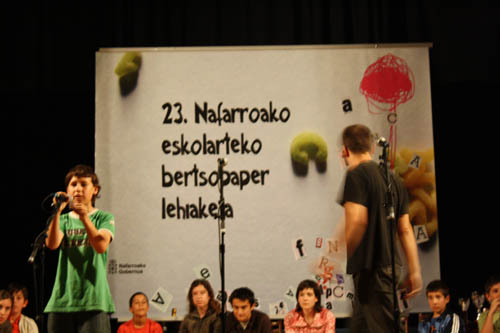 23. Nafarroako
eskolarteko
bertsopaper
lehiaketa
Nafarroako
Gobernua